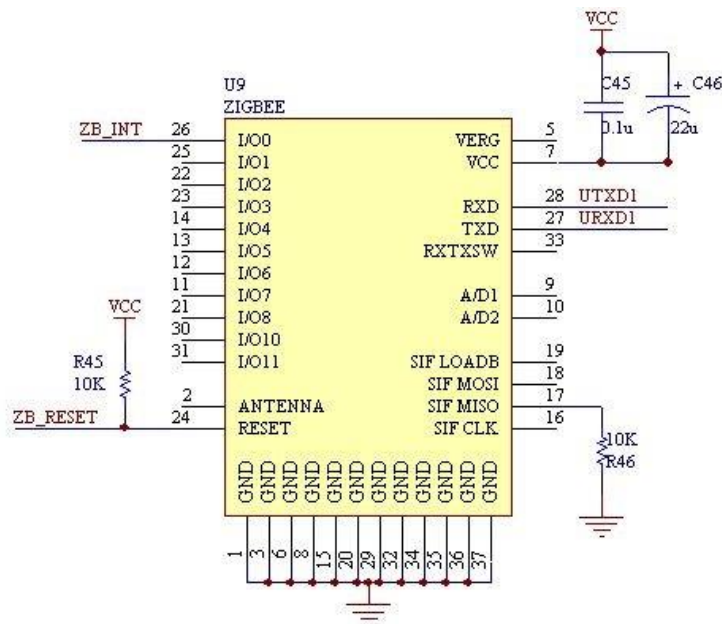 VCC
U9
ZIGBEE
C45
+ C46
0.1u
22u
ZB_INT 26 I/O0 VERG 5
25 I/O1 VCC 7
22 I/O2
23 I/O3 RXD 28 UTXD1
14 I/O4 TXD 27 URXD1
13 I/O5 RXTXSW 33
12 I/O6
11 I/O7 A/D1 9
21 I/O8 A/D2 10
30 I/O10
31 I/O11 SIF LOADB 19
SIF MOSI 18
2 ANTENNA SIF MISO 17
ZB_RESET 24 RESET SIF CLK 16
VCC
R45
10K
10K
R46
GND GND GND GND GND GND GND GND GND GND GND GND
1 3 6 8 15 20 29 32 34 35 36 37